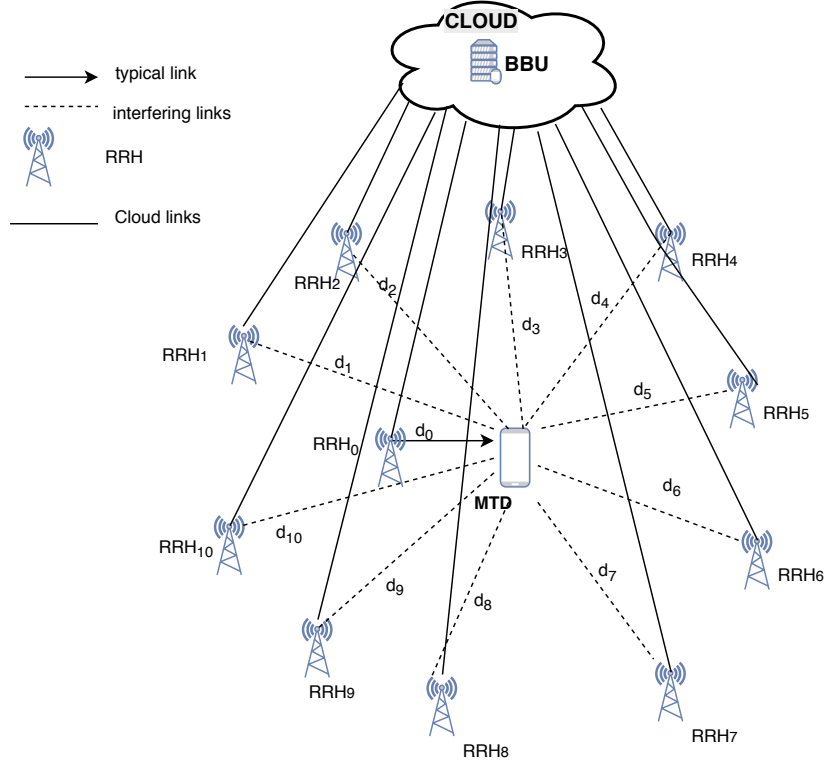 CLOUD
BBU
typical link
interfering links
RRH
Cloud links
RRH2
d2
RRH3
d3
RRH4
d4
RRH1
d1
d5
RRH5
RRH0
d0
MTD
d6
RRH6
RRH10
d10
d9
d8
d7
RRH9
RRH8
RRH7